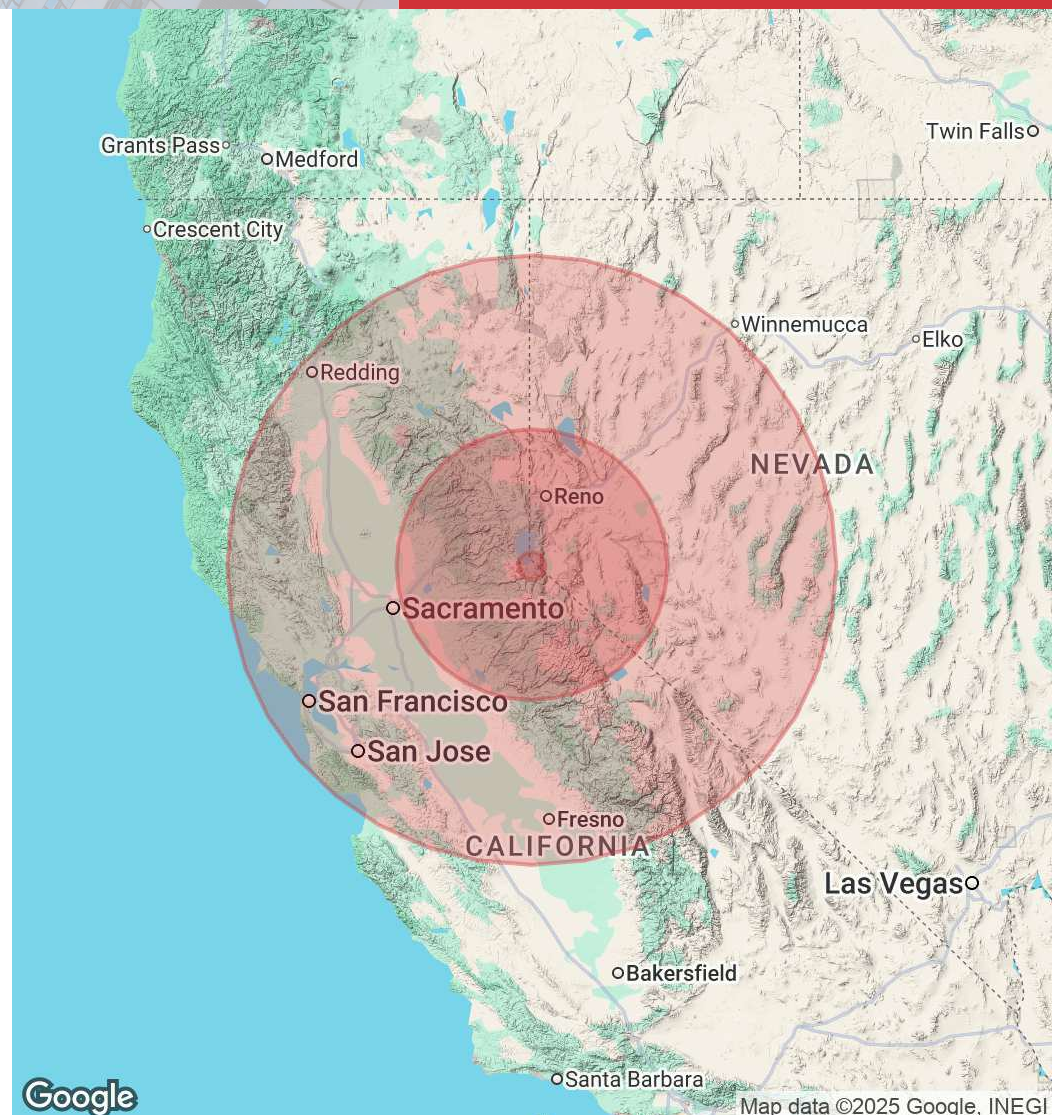 Twin Falls
Grants Pass
Medford
Crescent City
Winnemucca
Elko
Redding
NEVADA
Reno
Sacramento
San Francisco
San Jose
Fresno
CALIFORNIA
Las Vegas
Bakersfield
Santa Barbara
Google
Map data ©2025 Google, INEGI